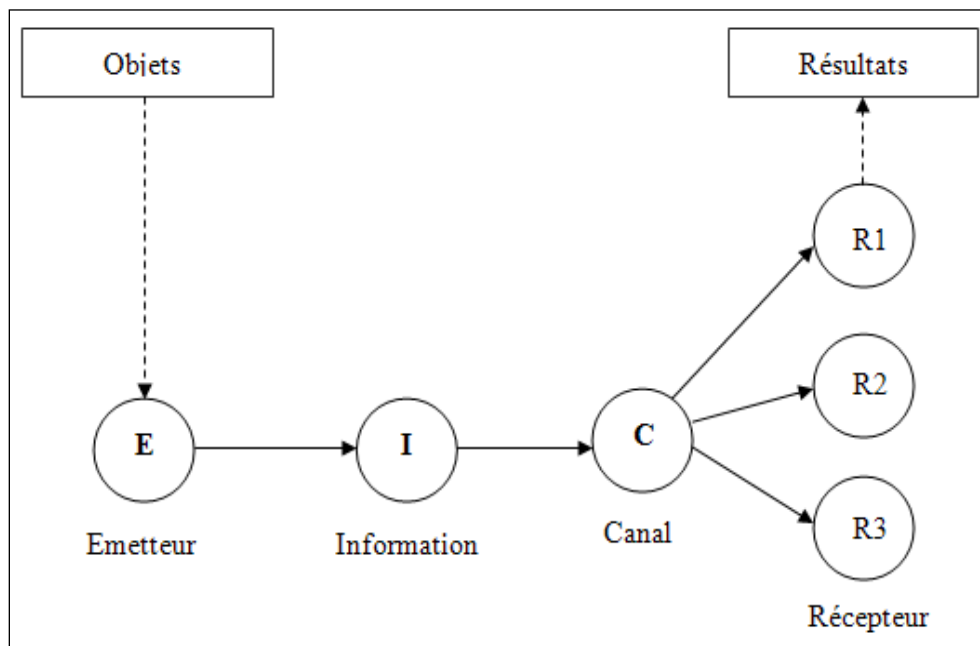 Objets
Résultats
R1
R2
E
I
C
R3
Emetteur
Information
Canal
Récepteur